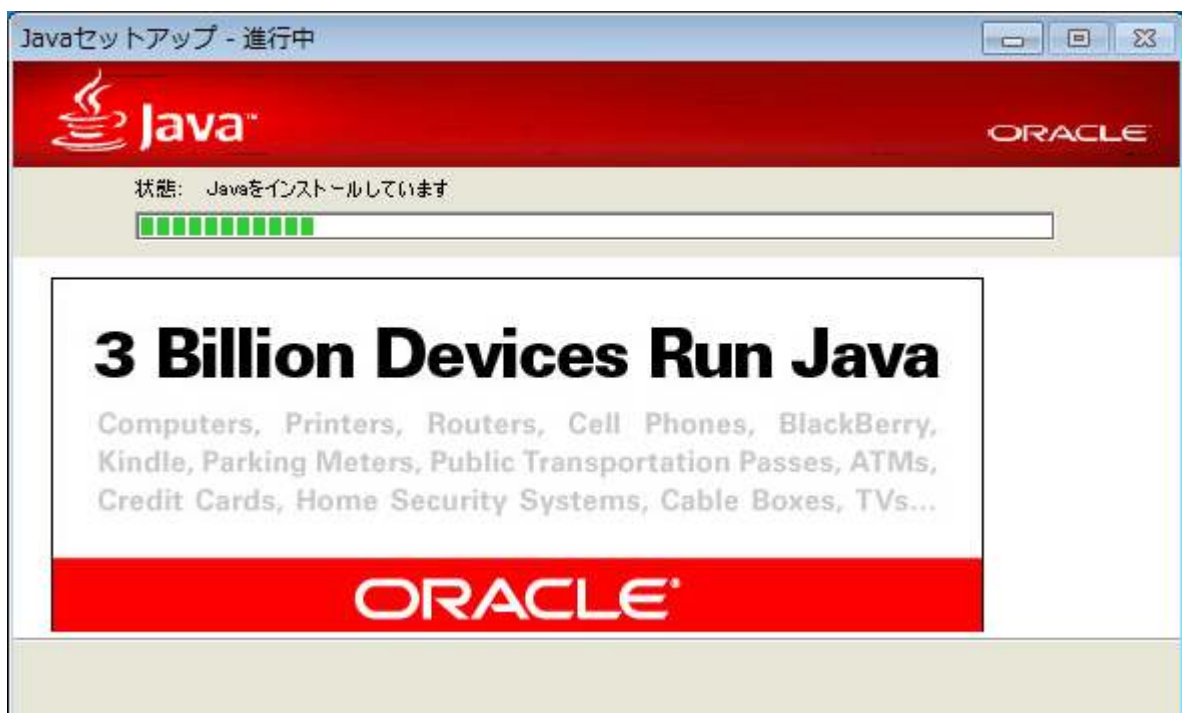 Javaセットアップ - 進行中
Java™
ORACLE
状態: Javaをインストールしています
3 Billion Devices Run Java
Computers, Printers, Routers, Cell Phones, BlackBerry,
Kindle, Parking Meters, Public Transportation Passes, ATMs,
Credit Cards, Home Security Systems, Cable Boxes, TVs...
ORACLE®